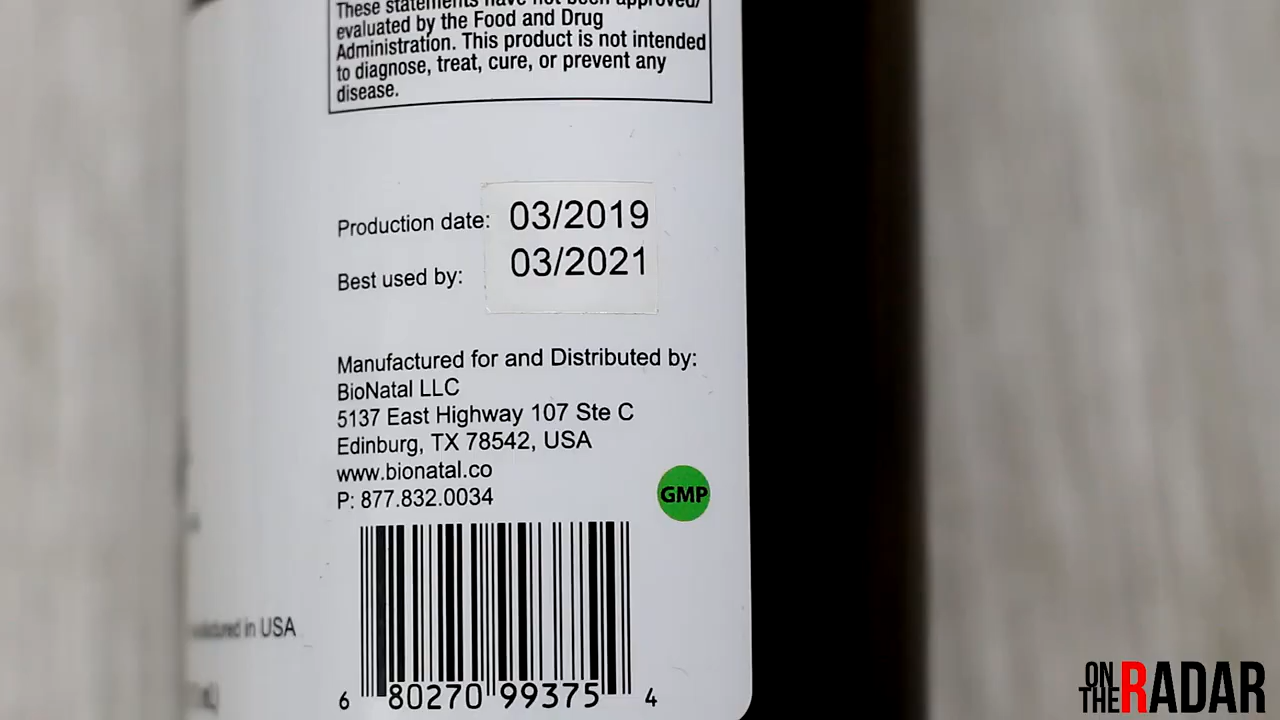 These statements have not been approved/
evaluated by the Food and Drug
Administration. This product is not intended
to diagnose, treat, cure, or prevent any
disease.
Production date: 03/2019
Best used by: 03/2021
Manufactured for and Distributed by:
BioNatal LLC
5137 East Highway 107 Ste C
Edinburg, TX 78542, USA
www.bionatal.co
P: 877.832.0034
GMP
in USA
6 80270 99375 4
ON
THE RADAR